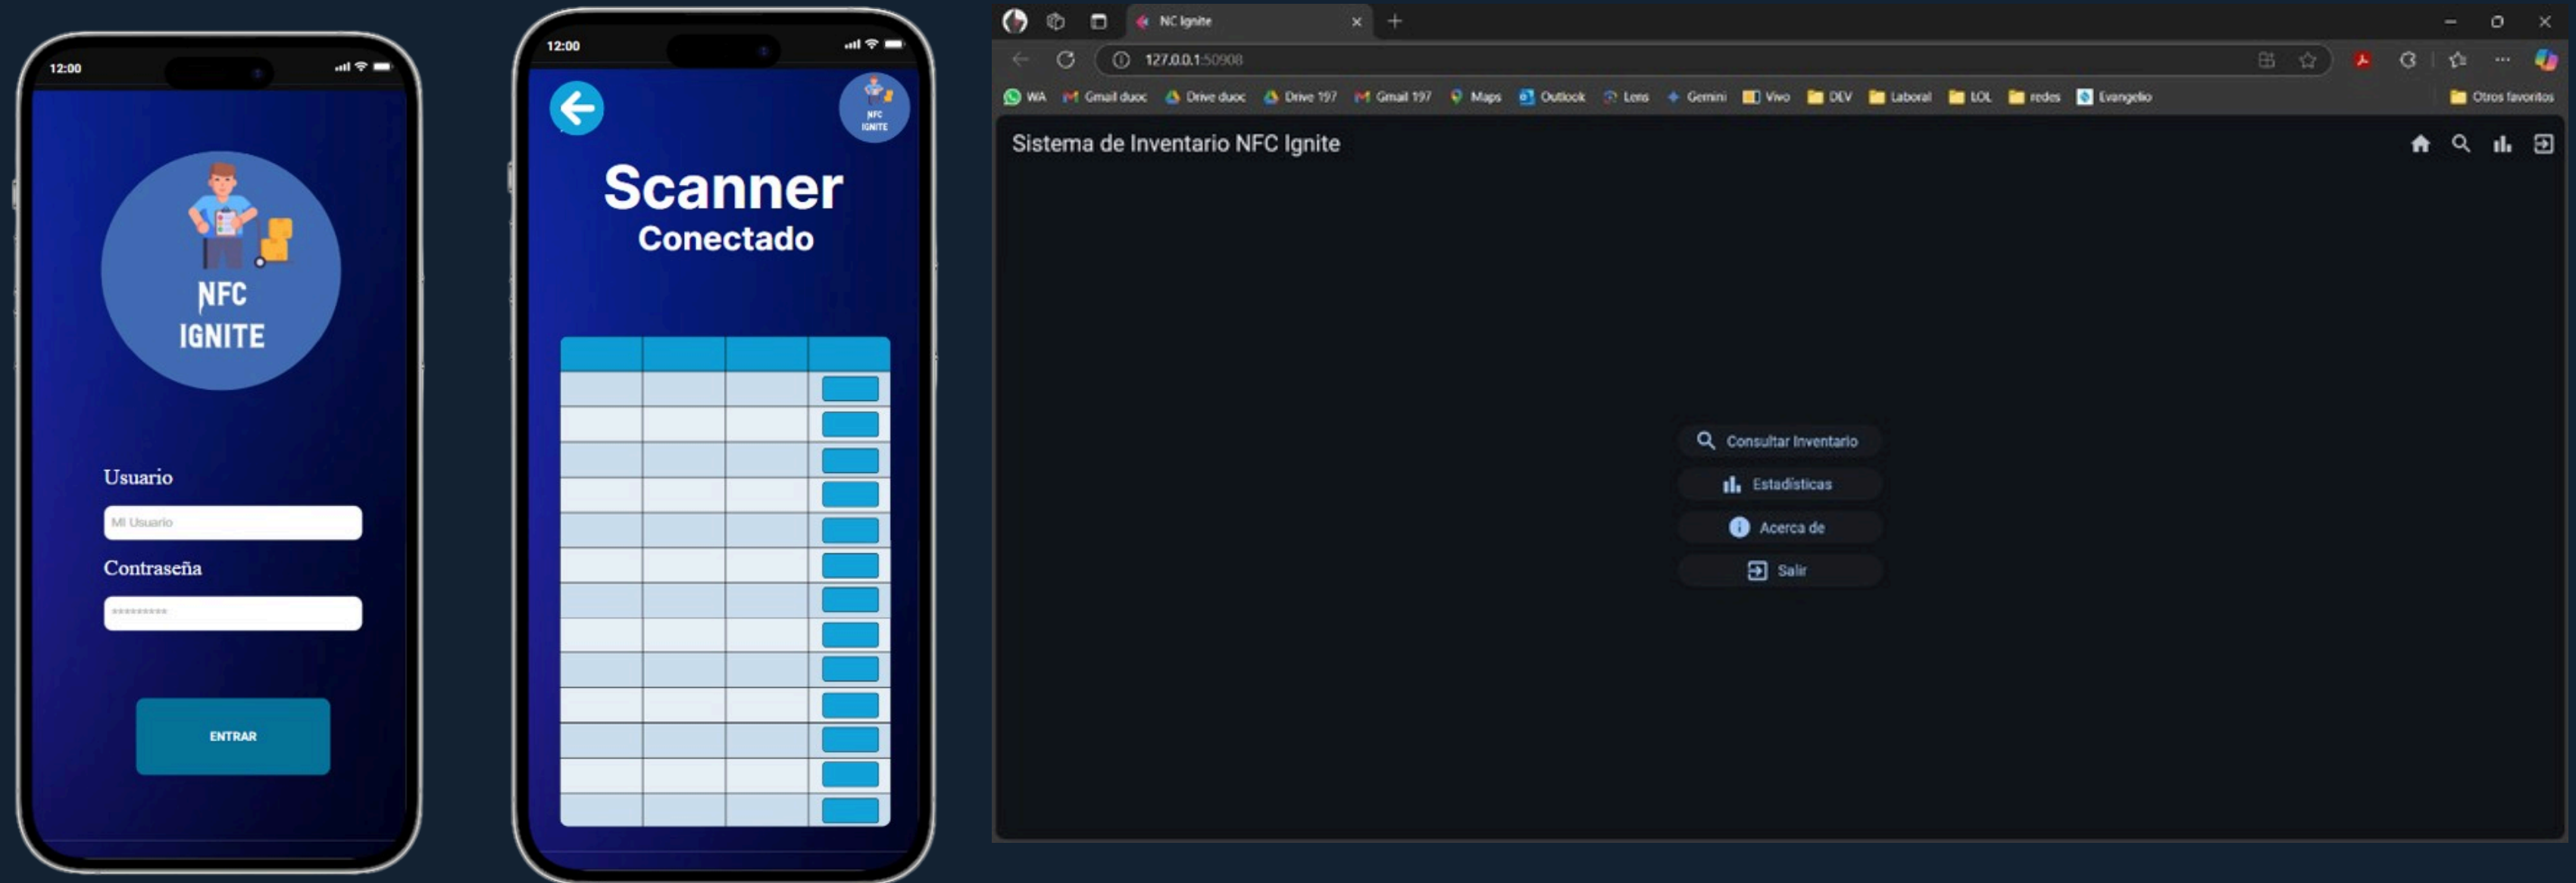 12:00
NFC
IGNITE
Usuario
MI Usuario
Contraseña
*********
ENTRAR
12:00
NFC
IGNITE
Scanner
Conectado
NC Ignite
127.0.0.1:50908
WA Gmail duoc Drive duoc Drive 197 Gmail 197 Maps Outlook Lens Gemini Vivo DEV Laboral LOL redes Evangelio Otros favoritos
Sistema de Inventario NFC Ignite
Consultar Inventario
Estadísticas
Acerca de
Salir